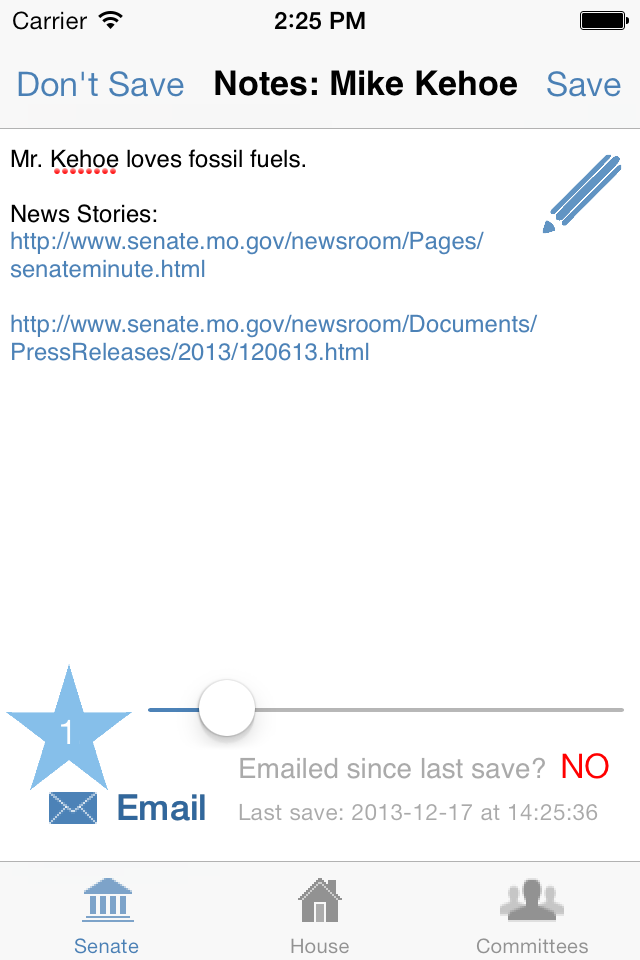 Carrier 2:25 PM
Don't Save Notes: Mike Kehoe Save
Mr. Kehoe loves fossil fuels.
News Stories:
http://www.senate.mo.gov/newsroom/Pages/
senateminute.html
http://www.senate.mo.gov/newsroom/Documents/
PressReleases/2013/120613.html
1
Emailed since last save? NO
Email Last save: 2013-12-17 at 14:25:36
Senate House Committees